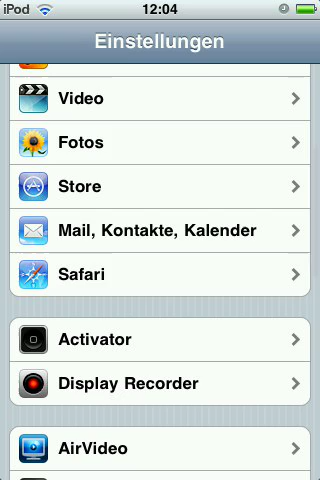 iPod 12:04
Einstellungen
Video
Fotos
Store
Mail, Kontakte, Kalender
Safari
Activator
Display Recorder
AirVideo